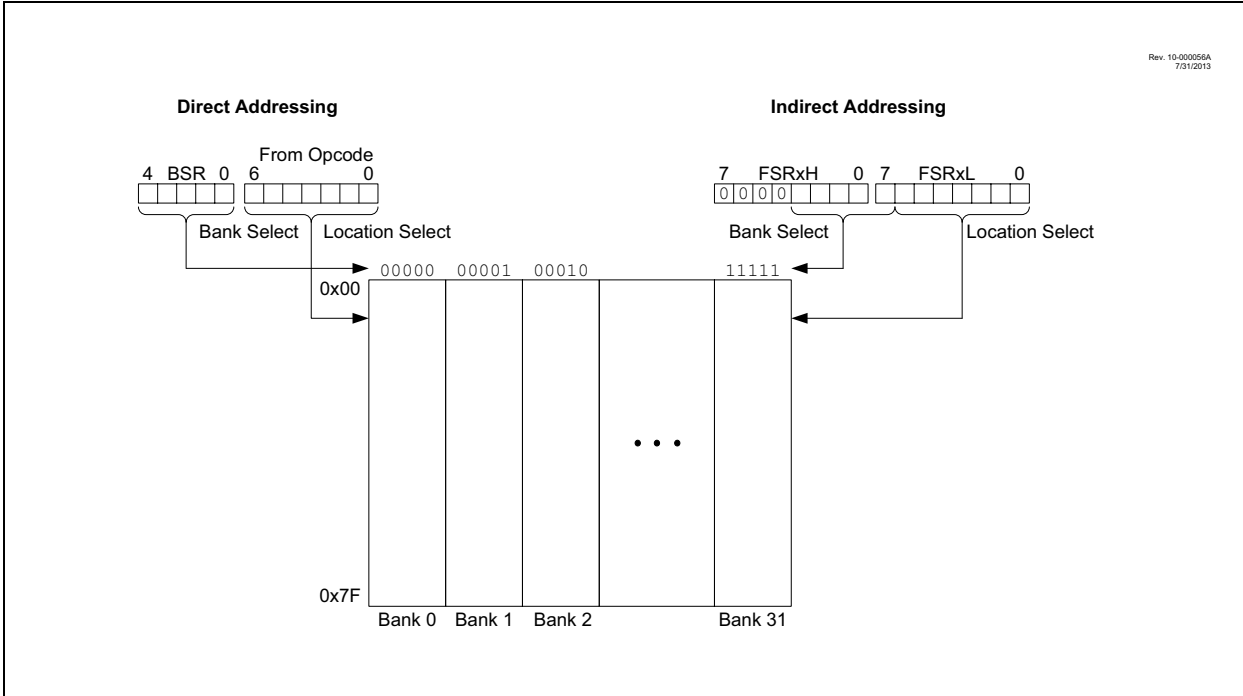 Rev. 10-000056A
7/31/2013
Direct Addressing
Indirect Addressing
From Opcode
4 BSR 0 6 0
7 FSRxH 0 7 FSRxL 0
0 0 0 0
Bank Select Location Select
Bank Select Location Select
00000 00001 00010 11111
0x00
0x7F
Bank 0 Bank 1 Bank 2 Bank 31